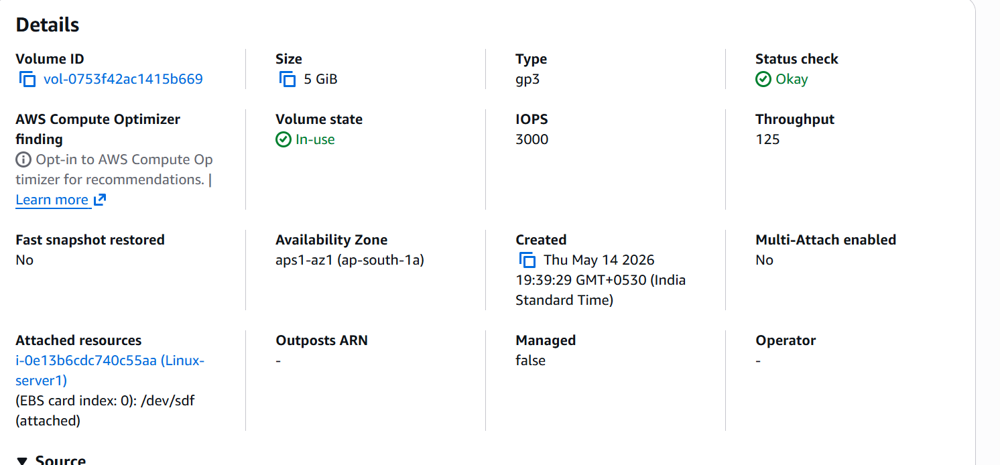 Details
Volume ID
vol-0753f42ac1415b669
Size
5 GiB
Type
gp3
Status check
Okay
AWS Compute Optimizer
finding
Opt-in to AWS Compute Op
timizer for recommendations. |
Learn more
Volume state
In-use
IOPS
3000
Throughput
125
Fast snapshot restored
No
Availability Zone
aps1-az1 (ap-south-1a)
Created
Thu May 14 2026
19:39:29 GMT+0530 (India
Standard Time)
Multi-Attach enabled
No
Attached resources
i-0e13b6cdc740c55aa (Linux-
server1)
(EBS card index: 0): /dev/sdf
(attached)
Outposts ARN
-
Managed
false
Operator
-
Source